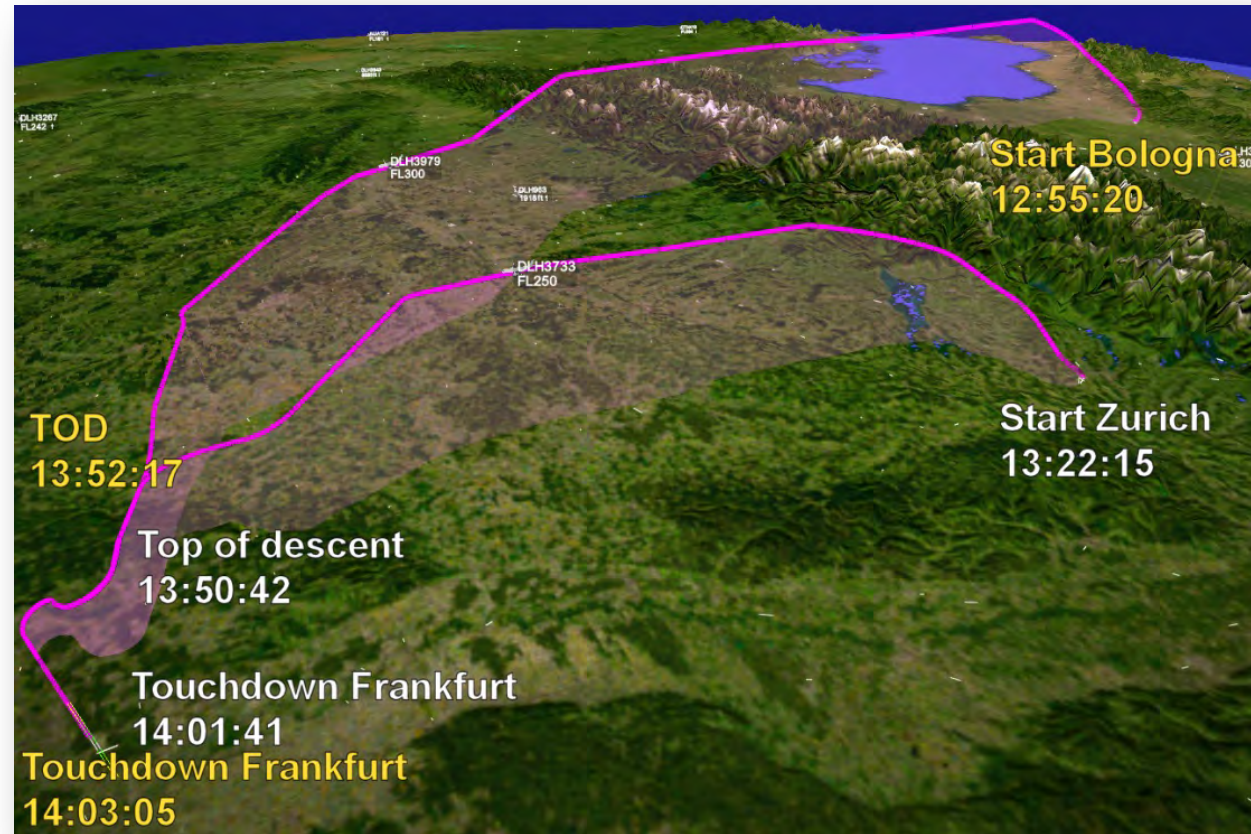 DLH3267
FL242 ↑
DLH3979
FL300
DLH963
Start Bologna
12:55:20
DLH3733
FL250
TOD
13:52:17
Start Zurich
13:22:15
Top of descent
13:50:42
Touchdown Frankfurt
14:01:41
Touchdown Frankfurt
14:03:05